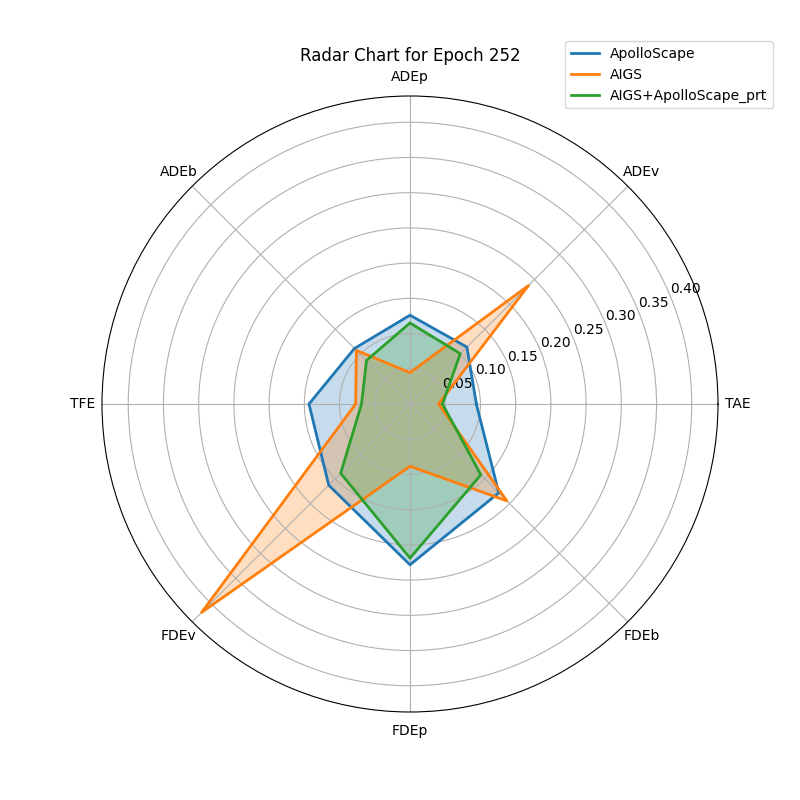 Radar Chart for Epoch 252
ApolloScape
AIGS
AIGS+ApolloScape_prt
ADEp
ADEb
ADEv
0.40
0.35
0.30
0.25
0.20
0.15
0.10
0.05
TFE
TAE
FDEv
FDEb
FDEp